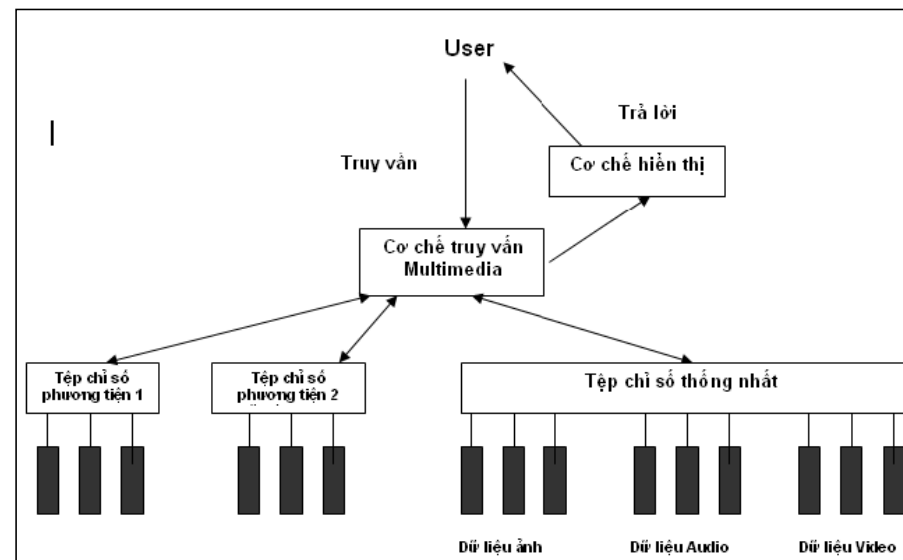 User
Trả lời
Truy vấn
Cơ chế hiển thị
Cơ chế truy vấn
Multimedia
Tệp chỉ số
phương tiện 1
Tệp chỉ số
phương tiện 2
Tệp chỉ số thống nhất
Dữ liệu ảnh
Dữ liệu Audio
Dữ liệu Video